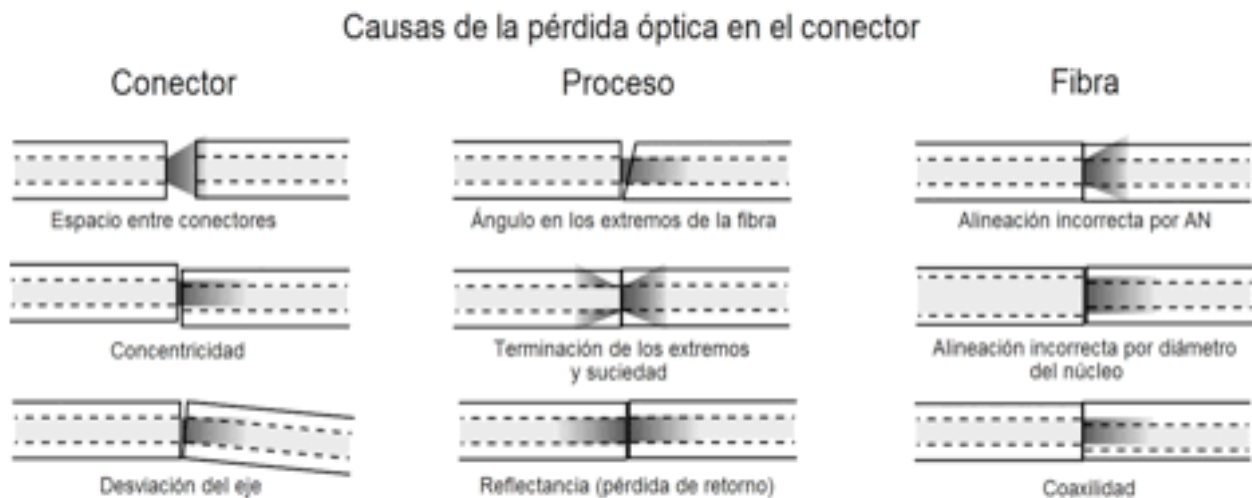 Causas de la pérdida óptica en el conector
Conector
Proceso
Fibra
Espacio entre conectores
Ángulo en los extremos de la fibra
Alineación incorrecta por AN
Concentricidad
Terminación de los extremos
y suciedad
Alineación incorrecta por diámetro
del núcleo
Desviación del eje
Reflectancia (pérdida de retorno)
Coaxilidad